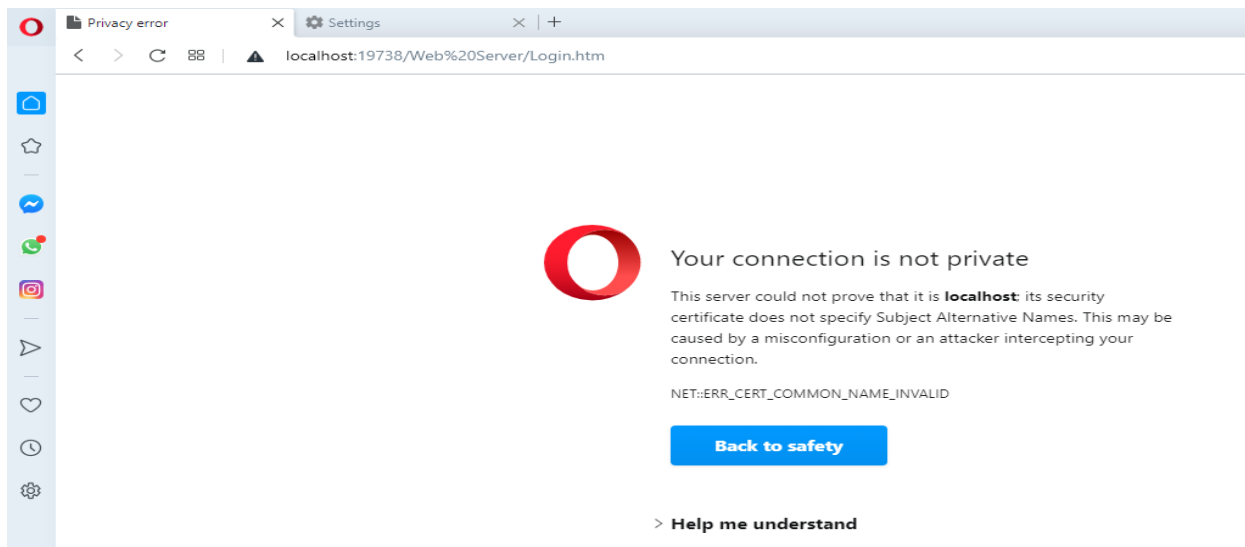 Privacy error
Settings
localhost:19738/Web%20Server/Login.htm
Your connection is not private
This server could not prove that it is localhost; its security
certificate does not specify Subject Alternative Names. This may be
caused by a misconfiguration or an attacker intercepting your
connection.
NET::ERR_CERT_COMMON_NAME_INVALID
Back to safety
Help me understand